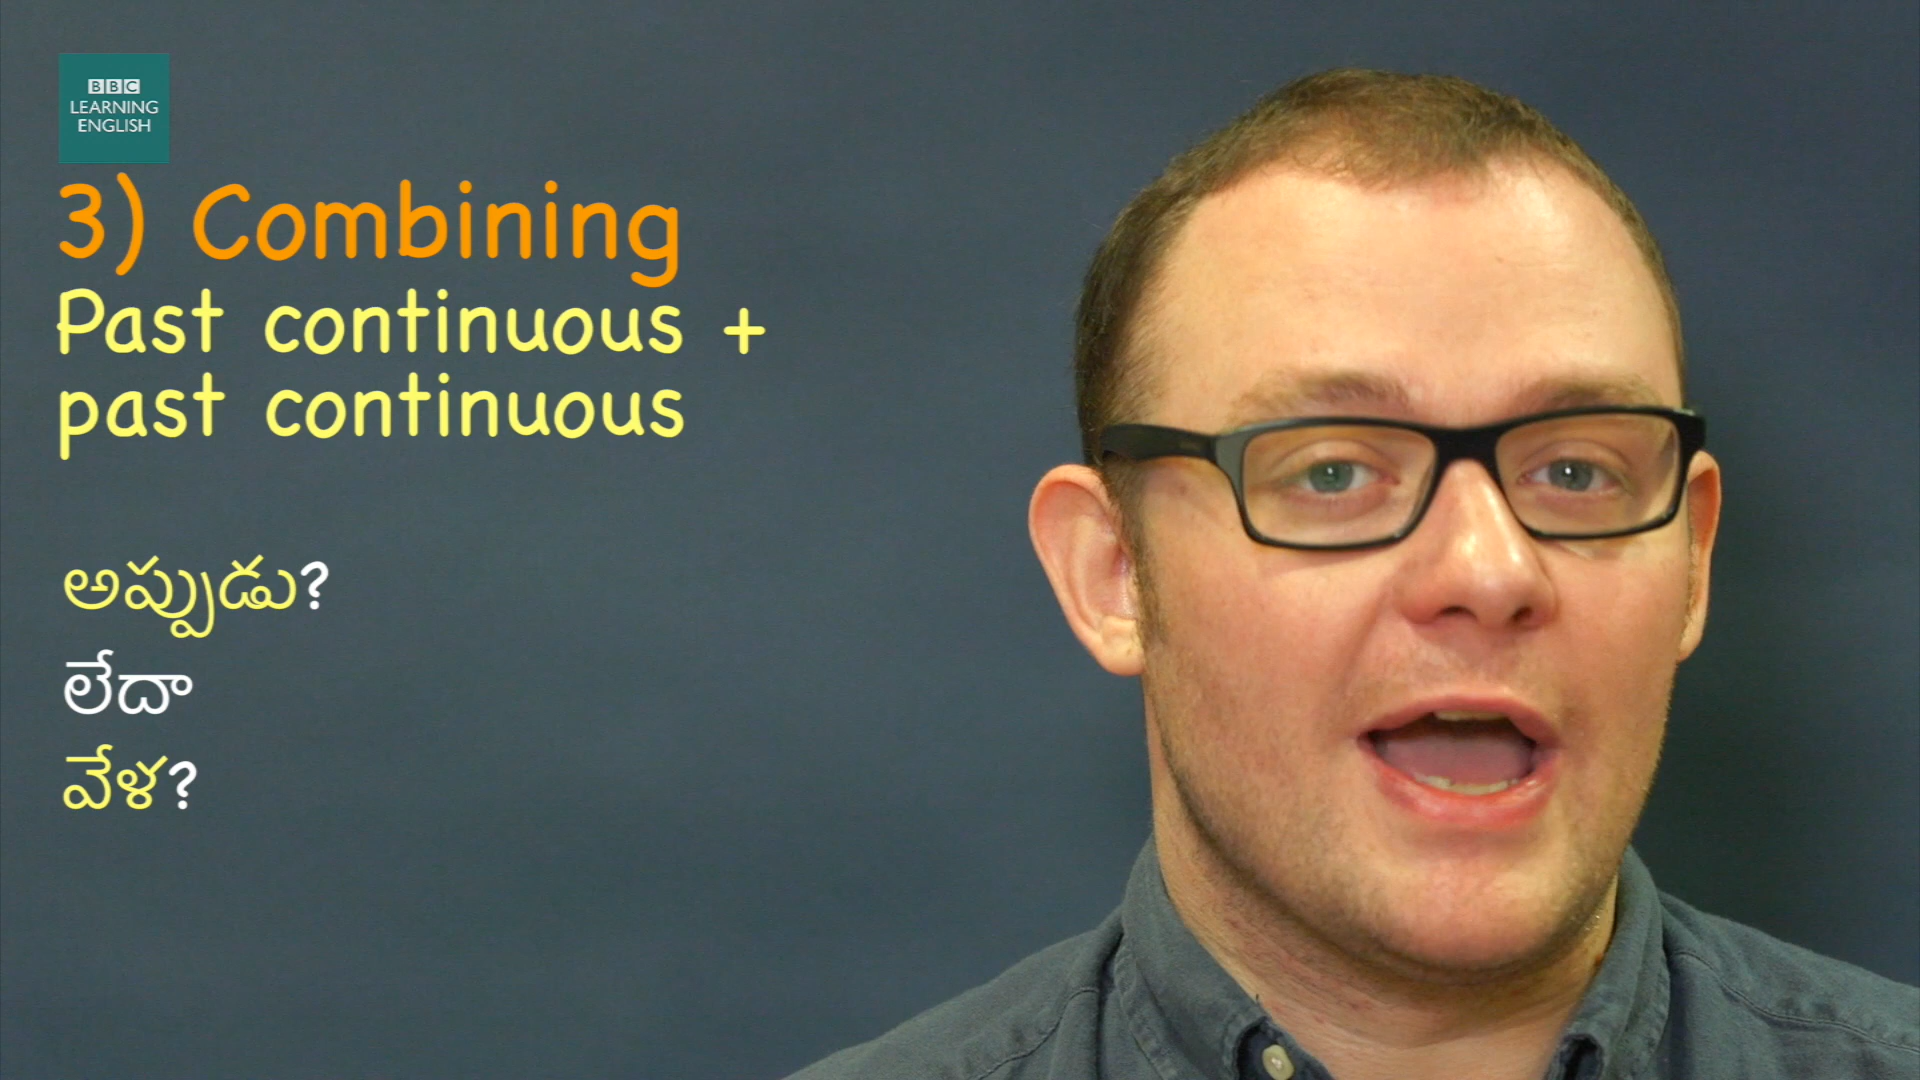 BBC
LEARNING
ENGLISH
3) Combining
Past continuous +
past continuous
అప్పుడు?
లేదా
వేళ?